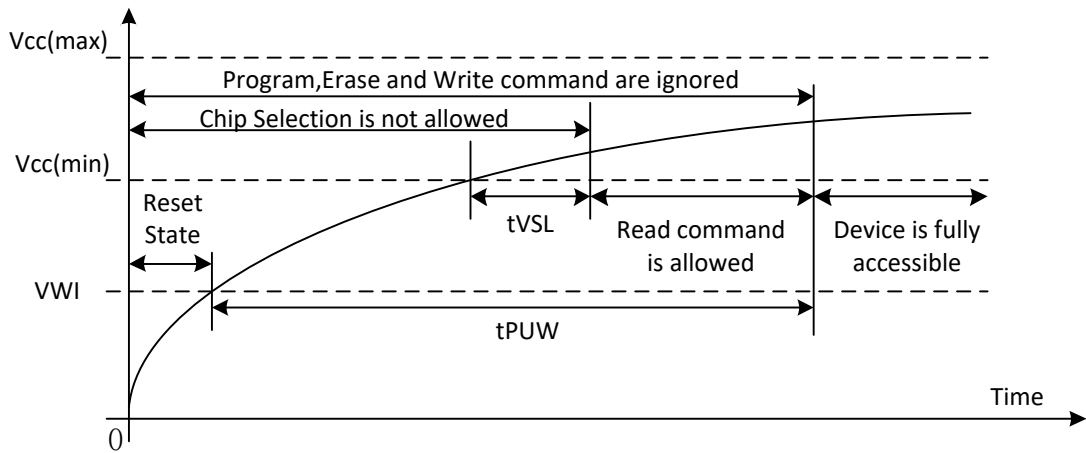 Vcc(max)
Program,Erase and Write command are ignored
Chip Selection is not allowed
Vcc(min)
Reset
State
tVSL
Read command
is allowed
Device is fully
accessible
VWI
tPUW
Time
0